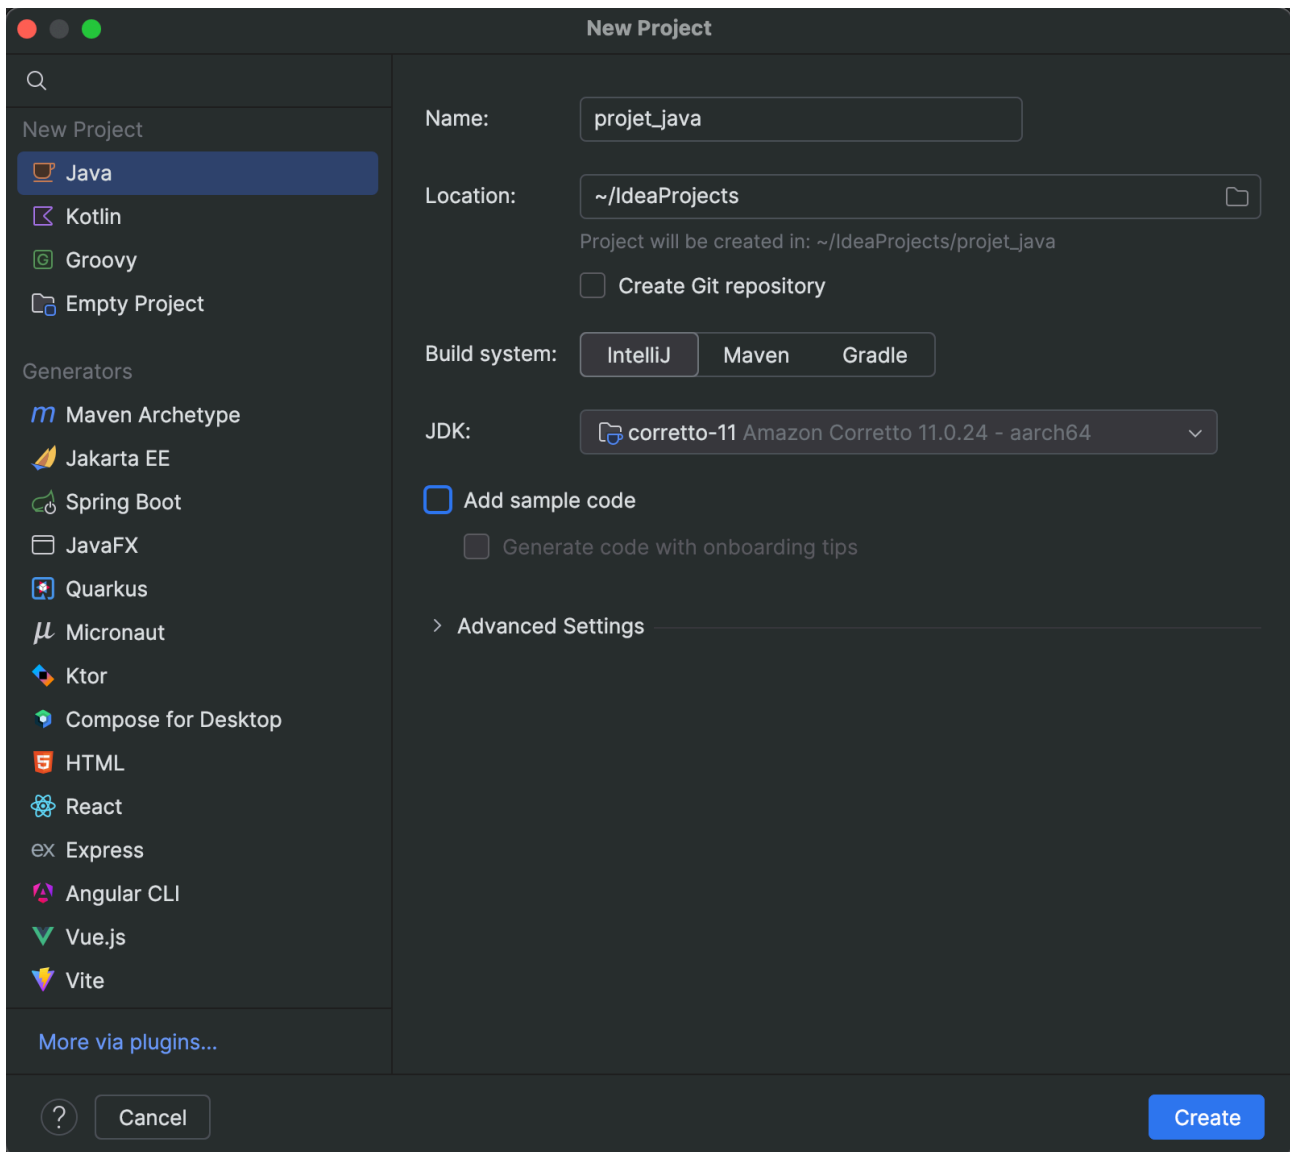 New Project
New Project
Java
Kotlin
Groovy
Empty Project
Generators
Maven Archetype
Jakarta EE
Spring Boot
JavaFX
Quarkus
Micronaut
Ktor
Compose for Desktop
HTML
React
ex Express
Angular CLI
Vue.js
Vite
More via plugins...
Name: projet_java
Location: ~/IdeaProjects
Project will be created in: ~/IdeaProjects/projet_java
Create Git repository
Build system: IntelliJ Maven Gradle
JDK: corretto-11 Amazon Corretto 11.0.24 - aarch64
Add sample code
Generate code with onboarding tips
Advanced Settings
? Cancel Create